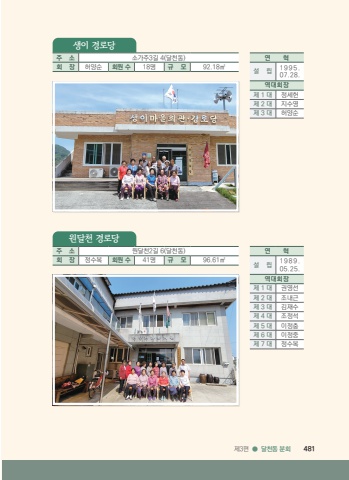 샘이 경로당
주 소 소가주3길 4(달천동)
회 장 허양순 회원 수 18명 규 모 92.18㎡
연 혁
설 립 1995. 07.28.
역대회장
제 1 대 정세헌
제 2 대 지수영
제 3 대 허양순
샘이마을회관·경로당
원달천 경로당
주 소 원달천2길 6(달천동)
회 장 정수복 회원 수 41명 규 모 96.61㎡
연 혁
설 립 1989. 05.25.
역대회장
제 1 대 권영선
제 2 대 조내근
제 3 대 김재수
제 4 대 조정석
제 5 대 이정춘
제 6 대 이정호
제 7 대 정수복
제3편 ● 달천동 문화 481